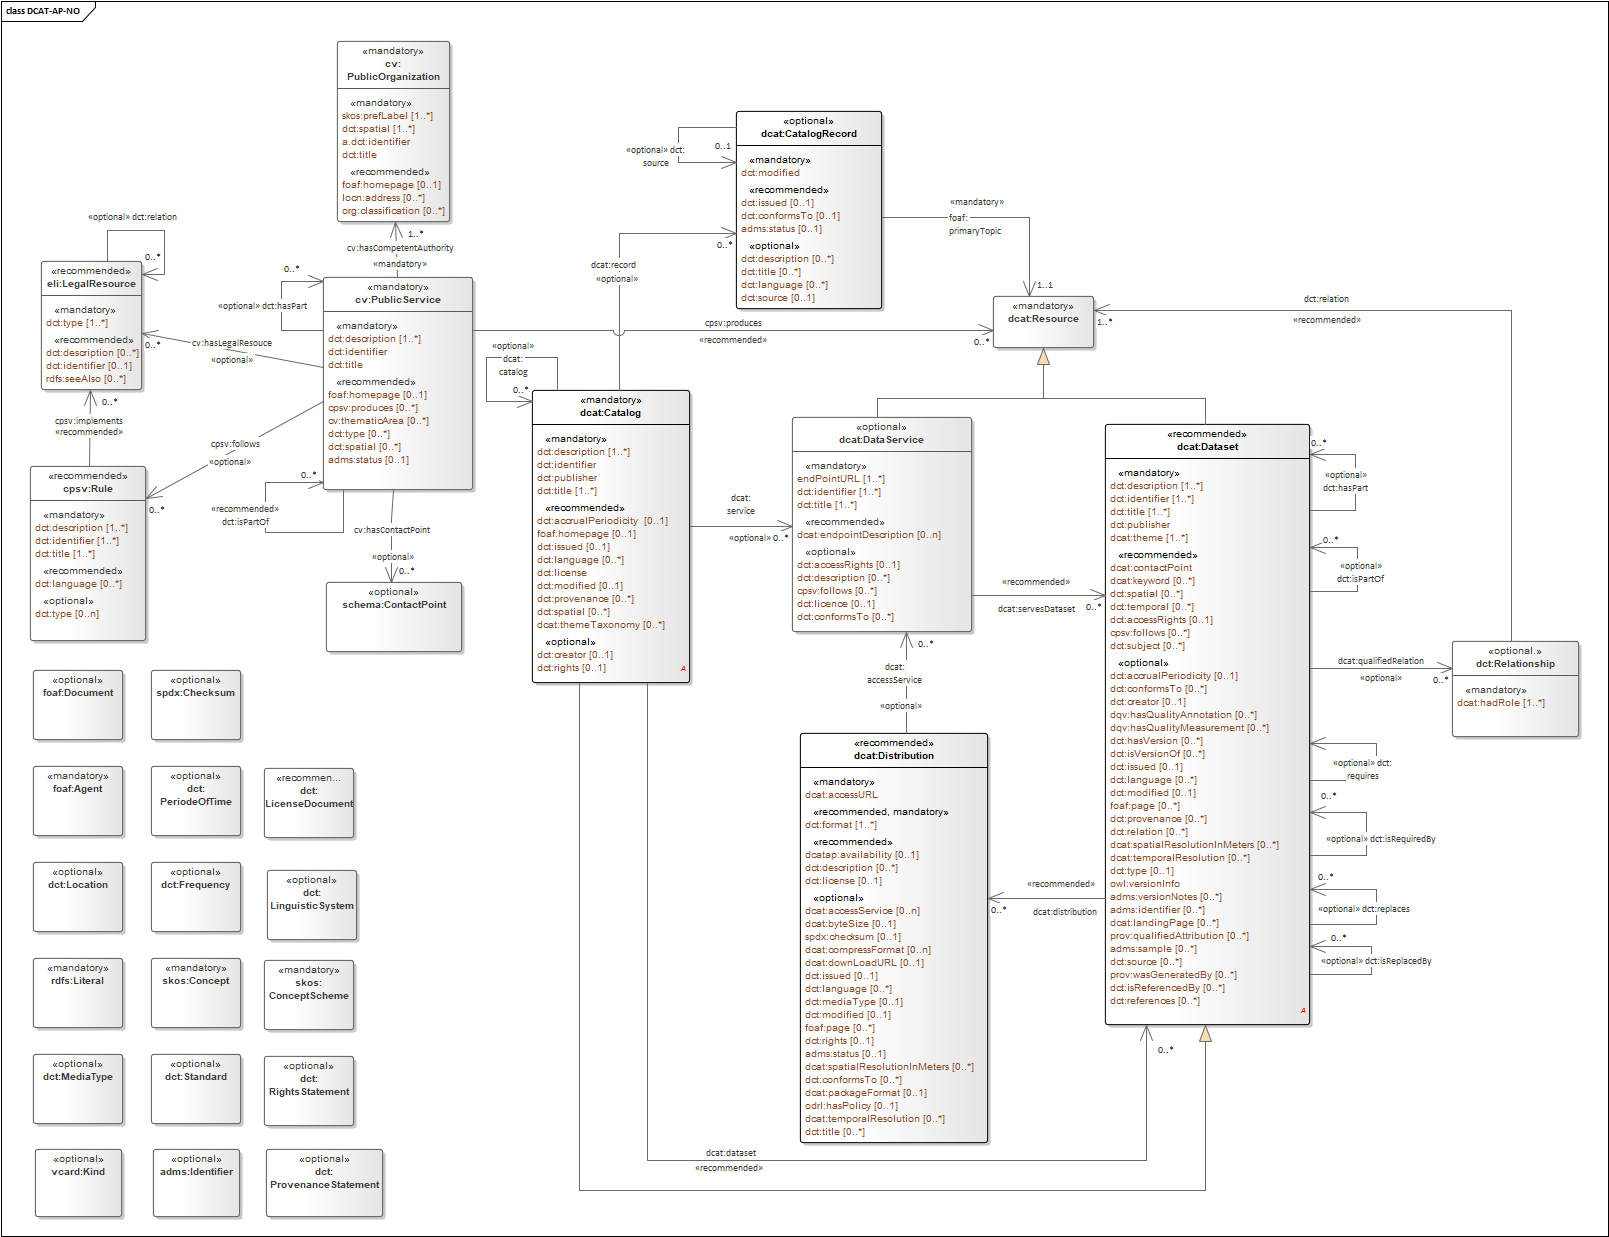 class DCAT-AP-NO
«mandatory»
cv:
PublicOrganization
«mandatory»
skos:prefLabel [1..*]
dct:spatial [1..*]
a.dct:identifier
dct:title
«recommended»
foaf:homepage [0..1]
locn:address [0..*]
org:classification [0..*]
1..*
cv:hasCompetentAuthority
«mandatory»
«optional» dct:relation
0..*
«recommended»
eli:LegalResource
«mandatory»
dct:type [1..*]
«recommended»
dct:description [0..*]
dct:identifier [0..1]
rdfs:seeAlso [0..*]
0..*
«optional» dct:hasPart
0..*
cv:hasLegalResouce
«optional»
«mandatory»
cv:PublicService
«mandatory»
dct:description [1..*]
dct:identifier
dct:title
«recommended»
foaf:homepage [0..1]
cpsv:produces [0..*]
cv:thematicArea [0..*]
dct:type [0..*]
dct:spatial [0..*]
adms:status [0..1]
0..*
cpsv:implements
«recommended»
cpsv:follows
«optional»
0..*
0..*
«recommended»
dct:isPartOf
cv:hasContactPoint
«optional»
0..*
«recommended»
cpsv:Rule
«mandatory»
dct:description [1..*]
dct:identifier [1..*]
dct:title [1..*]
«recommended»
dct:language [0..*]
«optional»
dct:type [0..n]
«optional»
schema:ContactPoint
cpsv:produces
«recommended»
0..*
«optional» dct:
source
0..1
«optional»
dcat:CatalogRecord
«mandatory»
dct:modified
«recommended»
dct:issued [0..1]
dct:conformsTo [0..1]
adms:status [0..1]
«optional»
dct:description [0..*]
dct:title [0..*]
dct:language [0..*]
dct:source [0..1]
0..*
dcat:record
«optional»
«mandatory»
foaf:
primaryTopic
1..1
«mandatory»
dcat:Resource
dct:relation
1..*
«recommended»
«optional»
dcat:
catalog
0..*
«mandatory»
dcat:Catalog
«mandatory»
dct:description [1..*]
dct:identifier
dct:publisher
dct:title [1..*]
«recommended»
dct:accrualPeriodicity [0..1]
foaf:homepage [0..1]
dct:issued [0..1]
dct:language [0..*]
dct:license
dct:modified [0..1]
dct:provenance [0..*]
dct:spatial [0..*]
dcat:themeTaxonomy [0..*]
«optional»
dct:creator [0..1]
dct:rights [0..1]
A
dcat:
service
«optional» 0..*
«optional»
dcat:DataService
«mandatory»
endPointURL [1..*]
dct:identifier [1..*]
dct:title [1..*]
«recommended»
dcat:endpointDescription [0..n]
«optional»
dct:accessRights [0..1]
dct:description [0..*]
cpsv:follows [0..*]
dct:licence [0..1]
dct:conformsTo [0..*]
«recommended»
dcat:servesDataset 0..*
0..*
dcat:
accessService
«optional»
«recommended»
dcat:Distribution
«mandatory»
dcat:accessURL
«recommended, mandatory»
dct:format [1..*]
«recommended»
dcatap:availability [0..1]
dct:description [0..*]
dct:license [0..1]
«optional»
dcat:accessService [0..n]
dcat:byteSize [0..1]
spdx:checksum [0..1]
dcat:compressFormat [0..n]
dcat:downLoadURL [0..1]
dct:issued [0..1]
dct:language [0..*]
dct:mediaType [0..1]
dct:modified [0..1]
foaf:page [0..*]
dct:rights [0..1]
adms:status [0..1]
dcat:spatialResolutionInMeters [0..*]
dct:conformsTo [0..*]
dcat:packageFormat [0..1]
odrl:hasPolicy [0..1]
dcat:temporalResolution [0..*]
dct:title [0..*]
«recommended»
0..*
dcat:distribution
«recommended»
dcat:Dataset
«mandatory»
dct:description [1..*]
dct:identifier [1..*]
dct:title [1..*]
dct:publisher
dcat:theme [1..*]
«recommended»
dcat:contactPoint
dcat:keyword [0..*]
dct:spatial [0..*]
dct:temporal [0..*]
dct:accessRights [0..1]
cpsv:follows [0..*]
dct:subject [0..*]
«optional»
dct:accrualPeriodicity [0..1]
dct:conformsTo [0..*]
dct:creator [0..1]
dqv:hasQualityAnnotation [0..*]
dqv:hasQualityMeasurement [0..*]
dct:hasVersion [0..*]
dct:isVersionOf [0..*]
dct:issued [0..1]
dct:language [0..*]
dct:modified [0..1]
foaf:page [0..*]
dct:provenance [0..*]
dct:relation [0..*]
dcat:spatialResolutionInMeters [0..*]
dcat:temporalResolution [0..*]
dct:type [0..1]
owl:versionInfo
adms:versionNotes [0..*]
adms:identifier [0..*]
dcat:landingPage [0..*]
prov:qualifiedAttribution [0..*]
adms:sample [0..*]
dct:source [0..*]
prov:wasGeneratedBy [0..*]
dct:isReferencedBy [0..*]
dct:references [0..*]
A
0..*
«optional»
dct:hasPart
0..*
«optional»
dct:isPartOf
dcat:qualifiedRelation
«optional»
0..*
«optional.»
dct:Relationship
«mandatory»
dcat:hadRole [1..*]
«optional» dct:
requires
0..*
«optional» dct:isRequiredBy
0..*
«optional» dct:replaces
0..*
«optional» dct:isReplacedBy
0..*
dcat:dataset
«recommended»
«optional»
foaf:Document
«optional»
spdx:Checksum
«mandatory»
foaf:Agent
«optional»
dct:
PeriodeOfTime
«recommen...
dct:
LicenseDocument
«optional»
dct:Location
«optional»
dct:Frequency
«optional»
dct:
LinguisticSystem
«mandatory»
rdfs:Literal
«mandatory»
skos:Concept
«mandatory»
skos:
ConceptScheme
«optional»
dct:MediaType
«optional»
dct:Standard
«optional»
dct:
RightsStatement
«optional»
vcard:Kind
«optional»
adms:Identifier
«optional»
dct:
ProvenanceStatement